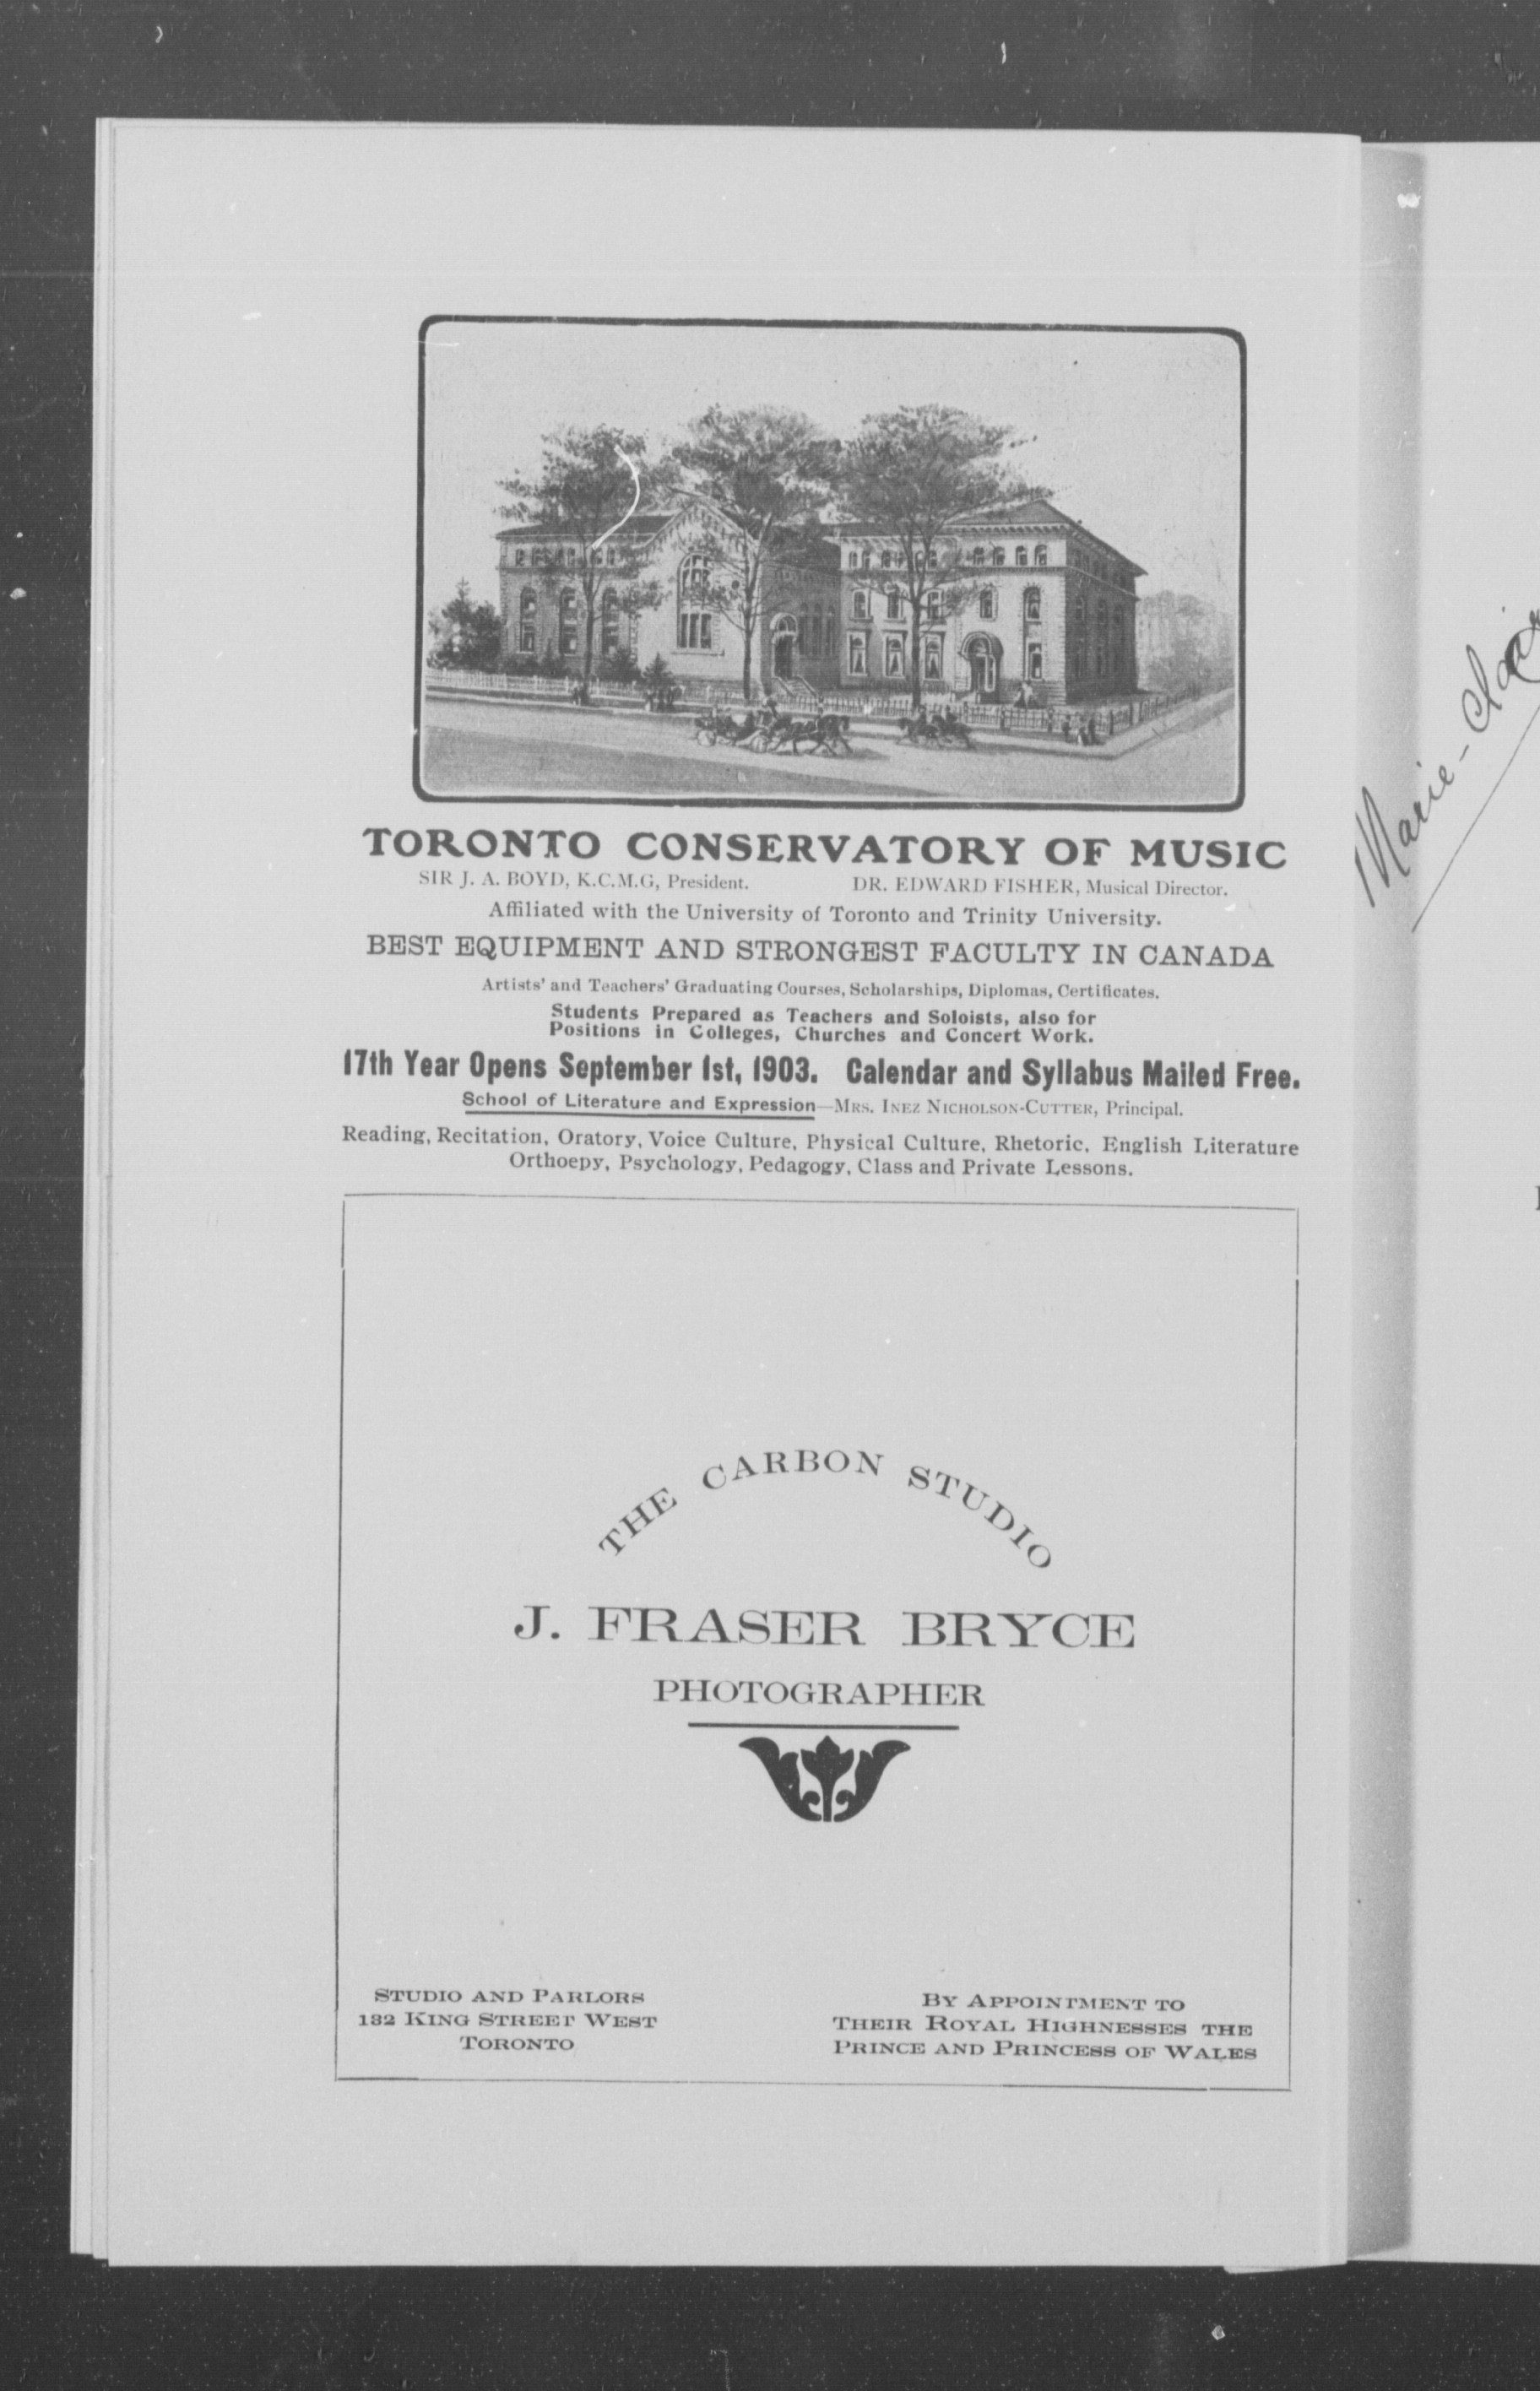 TORONTO CONSERVATORY OF MUSIC
SIR J. A. BOYD, K.C.M.G, President. DR. EDWARD FISHER, Musical Director.
Affiliated with the University of Toronto and Trinity University.
BEST EQUIPMENT AND STRONGEST FACULTY IN CANADA
Artists' and Teachers' Graduating Courses, Scholarships, Diplomas, Certificates.
Students Prepared as Teachers and Soloists, also for
Positions in Colleges, Churches and Concert Work.
17th Year Opens September 1st, 1903. Calendar and Syllabus Mailed Free.
School of Literature and Expression—MRS. INEZ NICHOLSON-CUTTER, Principal.
Reading, Recitation, Oratory, Voice Culture, Physical Culture, Rhetoric, English Literature
Orthoepy, Psychology, Pedagogy, Class and Private Lessons.
THE CARBON STUDIO
J. FRASER BRYCE
PHOTOGRAPHER
STUDIO AND PARLORS
132 KING STREET WEST
TORONTO
BY APPOINTMENT TO
THEIR ROYAL HIGHNESSES THE
PRINCE AND PRINCESS OF WALES
Marie-